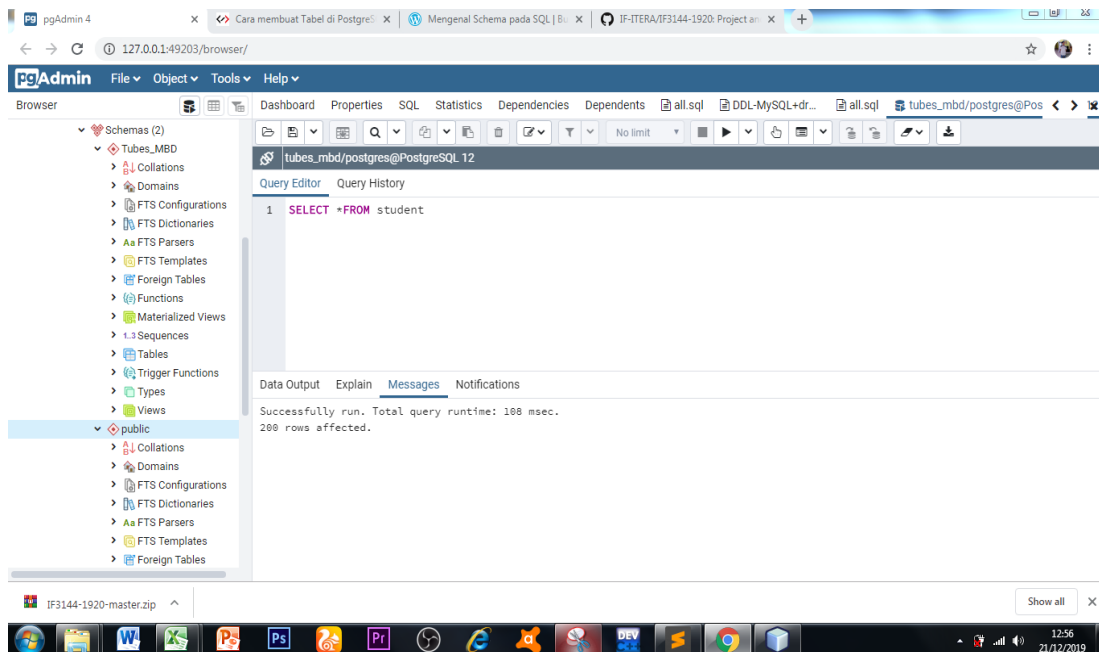 pgAdmin 4
Cara membuat Tabel di PostgreS
Mengenal Schema pada SQL | Bu
IF-ITERA/IF3144-1920: Project an
127.0.0.1:49203/browser/
pgAdmin File Object Tools Help
Browser
Dashboard Properties SQL Statistics Dependencies Dependents all.sql DDL-MySQL+dr... all.sql tubes_mbd/postgres@Pos
No limit
tubes_mbd/postgres@PostgreSQL 12
Query Editor Query History
1 SELECT *FROM student
Schemas (2)
Tubes_MBD
Collations
Domains
FTS Configurations
FTS Dictionaries
Aa FTS Parsers
FTS Templates
Foreign Tables
Functions
Materialized Views
1..3 Sequences
Tables
Trigger Functions
Types
Views
public
Collations
Domains
FTS Configurations
FTS Dictionaries
Aa FTS Parsers
FTS Templates
Foreign Tables
Data Output Explain Messages Notifications
Successfully run. Total query runtime: 108 msec.
200 rows affected.
IF3144-1920-master.zip
Show all
Ps Pr DEV
12:56
21/12/2019